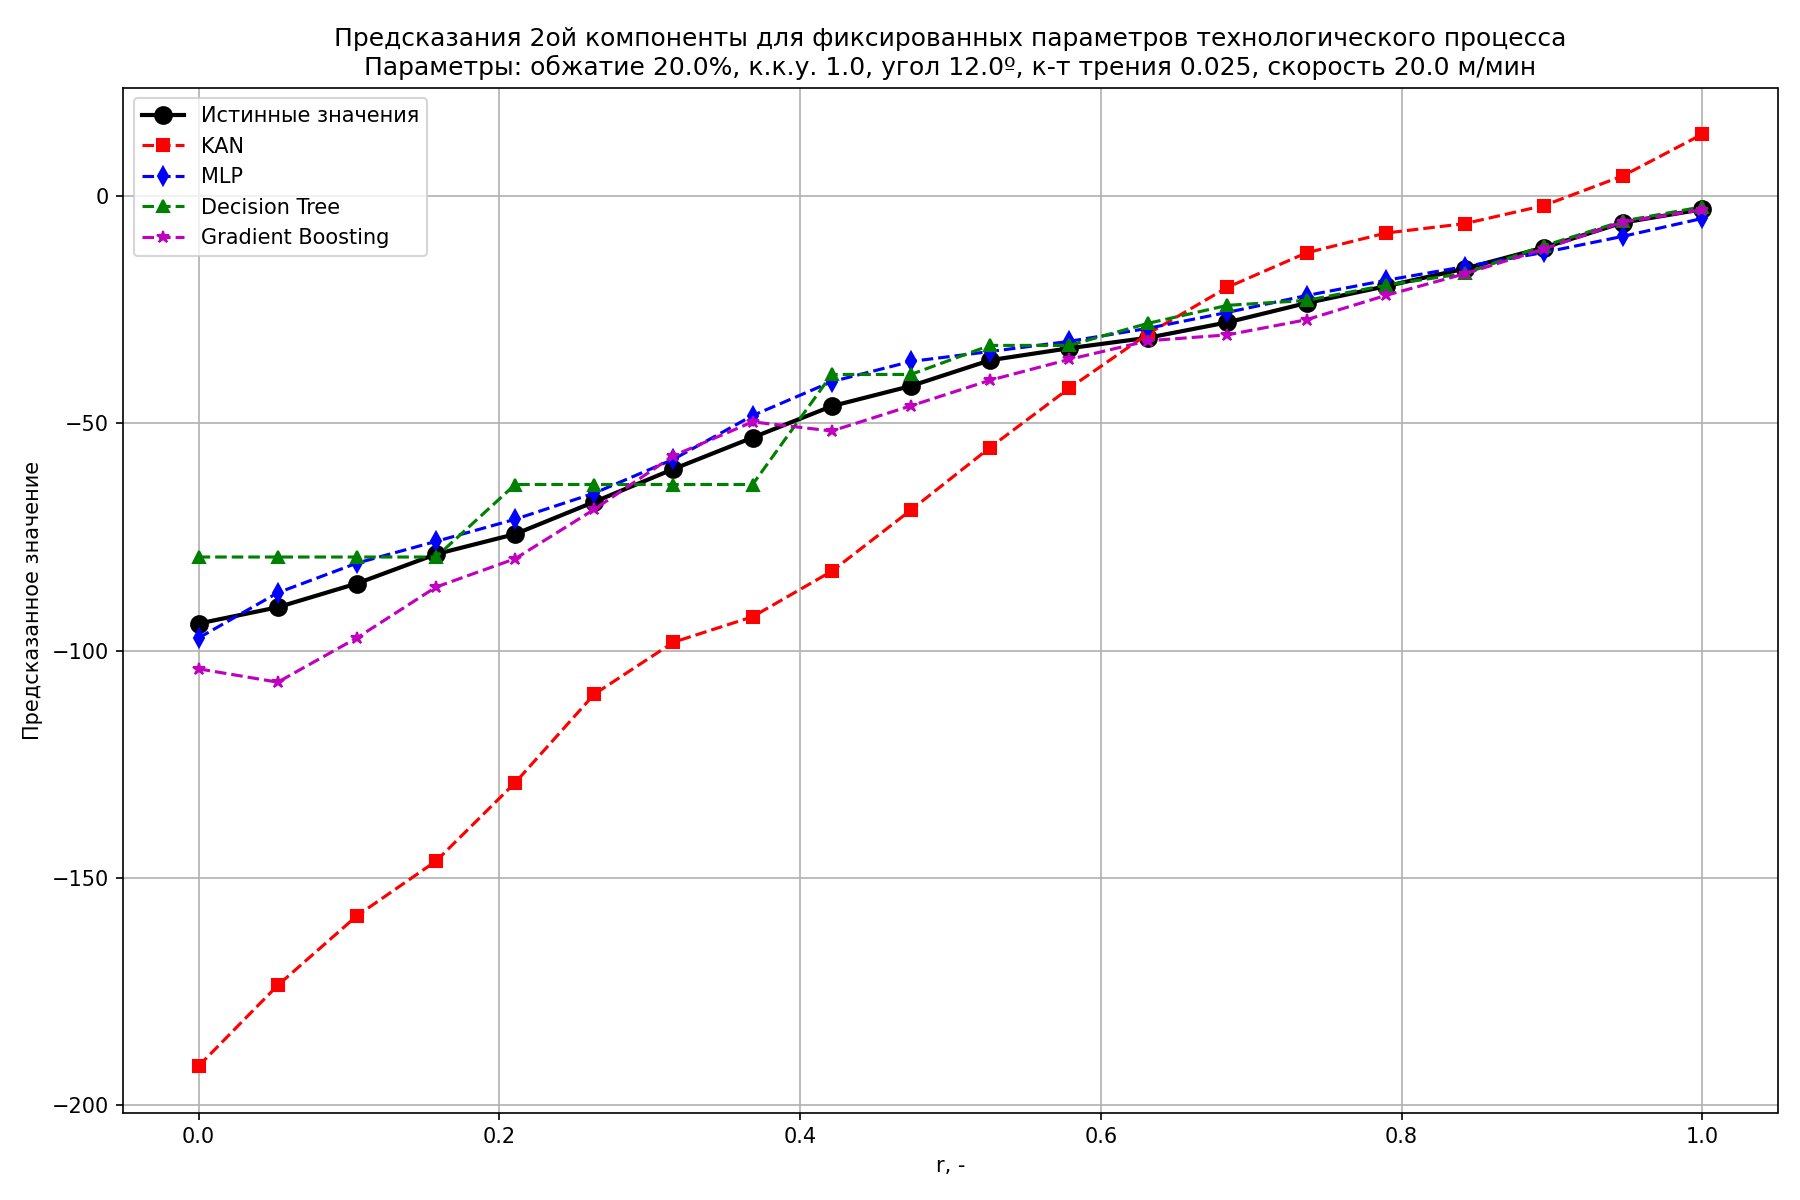 Предсказания 2ой компоненты для фиксированных параметров технологического процесса
Параметры: обжатие 20.0%, к.к.у. 1.0, угол 12.0º, к-т трения 0.025, скорость 20.0 м/мин
Истинные значения
KAN
MLP
Decision Tree
Gradient Boosting
Предсказанное значение
0
−50
−100
−150
−200
0.0
0.2
0.4
0.6
0.8
1.0
r, -